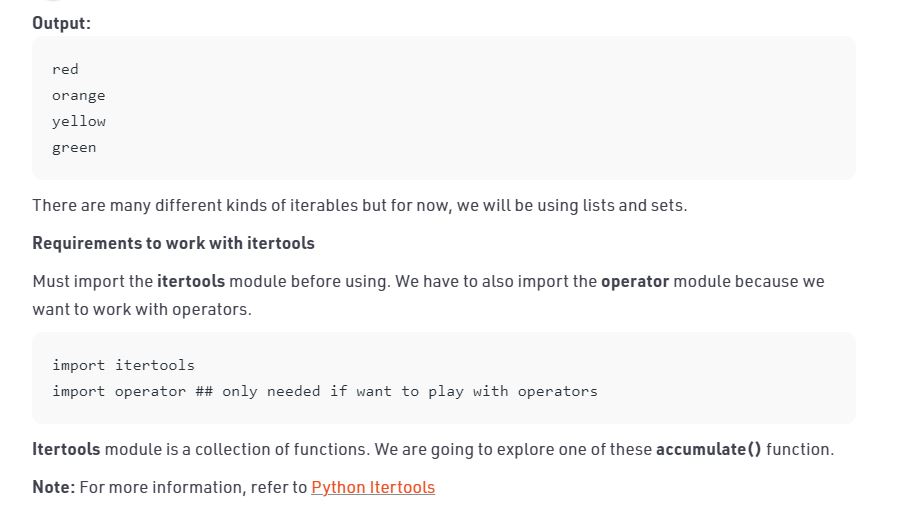 Output:
red
orange
yellow
green
There are many different kinds of iterables but for now, we will be using lists and sets.
Requirements to work with itertools
Must import the itertools module before using. We have to also import the operator module because we
want to work with operators.
import itertools
import operator ## only needed if want to play with operators
Itertools module is a collection of functions. We are going to explore one of these accumulate() function.
Note: For more information, refer to Python Itertools